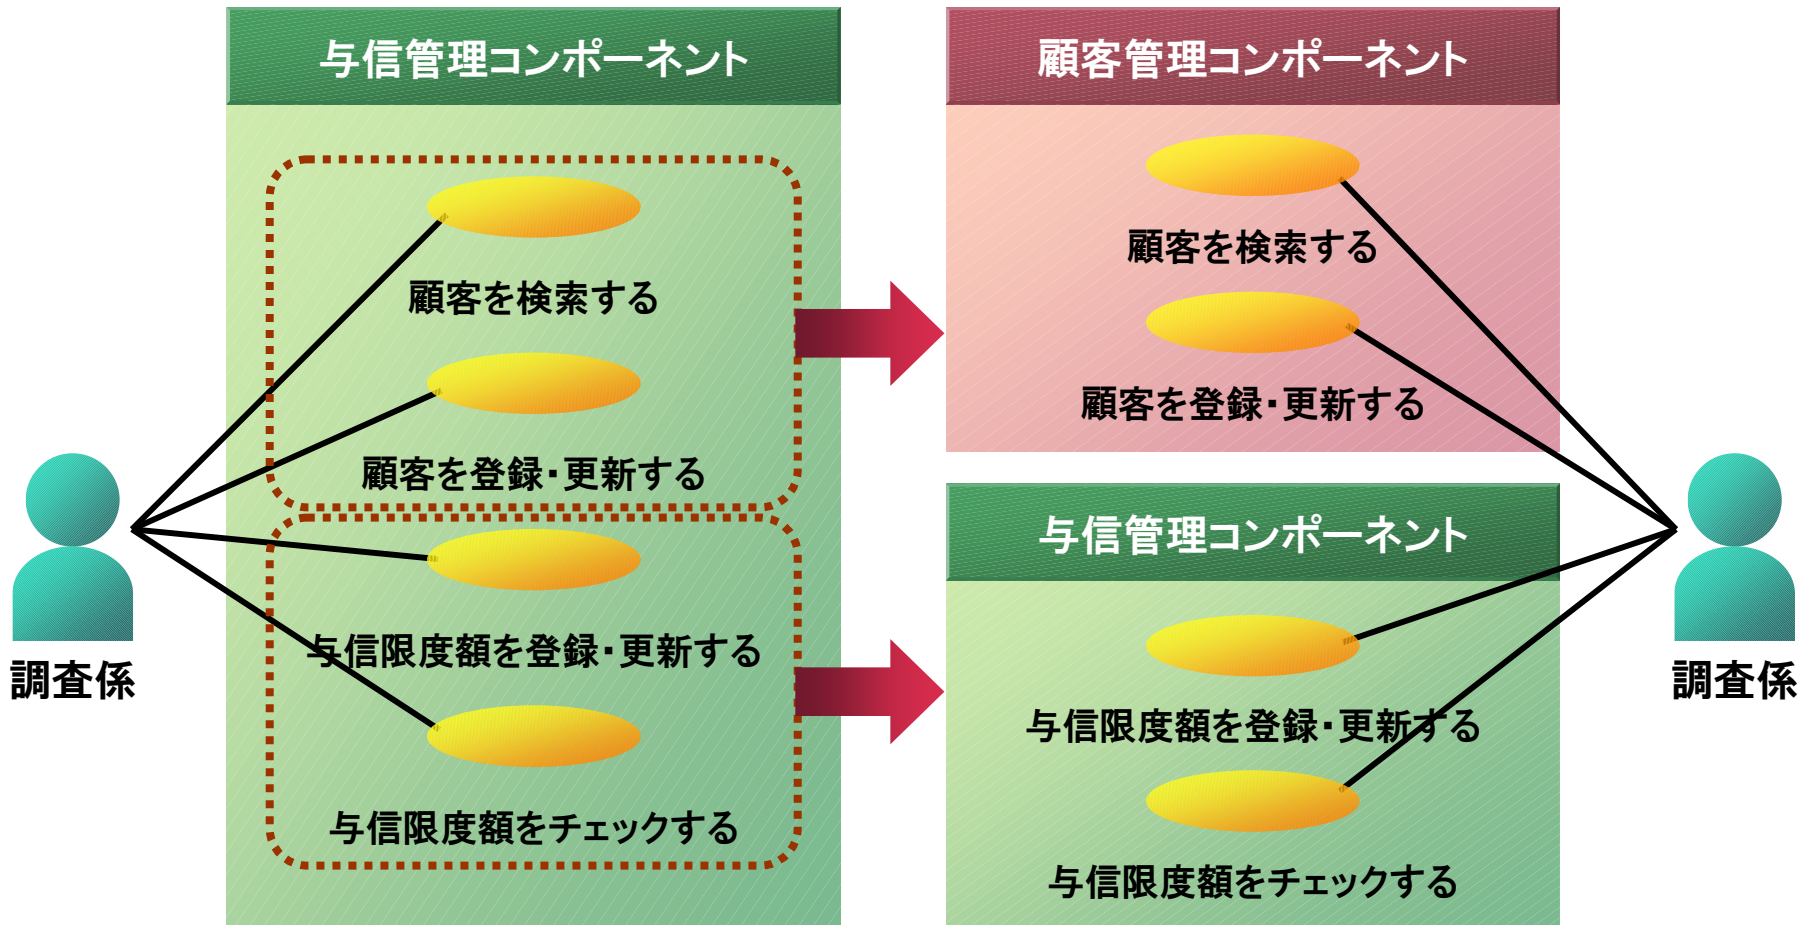 与信管理コンポーネント
顧客を検索する
顧客を登録・更新する
与信限度額を登録・更新する
与信限度額をチェックする
調査係
顧客管理コンポーネント
顧客を検索する
顧客を登録・更新する
与信管理コンポーネント
与信限度額を登録・更新する
与信限度額をチェックする
調査係